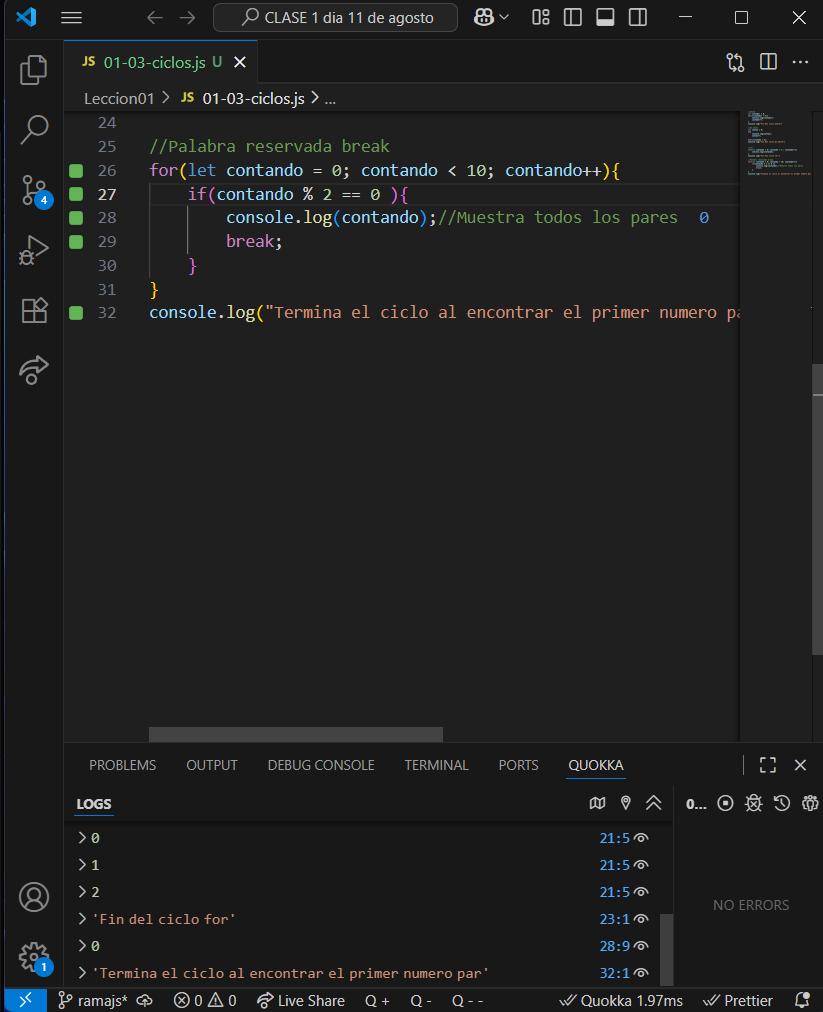 CLASE 1 dia 11 de agosto
JS 01-03-ciclos.js U
Leccion01 > JS 01-03-ciclos.js > ...
24
25 //Palabra reservada break
26 for(let contando = 0; contando < 10; contando++){
27 if(contando % 2 == 0 ){
28 console.log(contando);//Muestra todos los pares 0
29 break;
30 }
31 }
32 console.log("Termina el ciclo al encontrar el primer numero pa
4
1
PROBLEMS OUTPUT DEBUG CONSOLE TERMINAL PORTS QUOKKA
LOGS 0...
> 0 21:5
> 1 21:5
> 2 21:5
> 'Fin del ciclo for' 23:1
> 0 28:9
> 'Termina el ciclo al encontrar el primer numero par' 32:1
NO ERRORS
ramajs* 0 0 Live Share Q + Q - Q - - Quokka 1.97ms Prettier